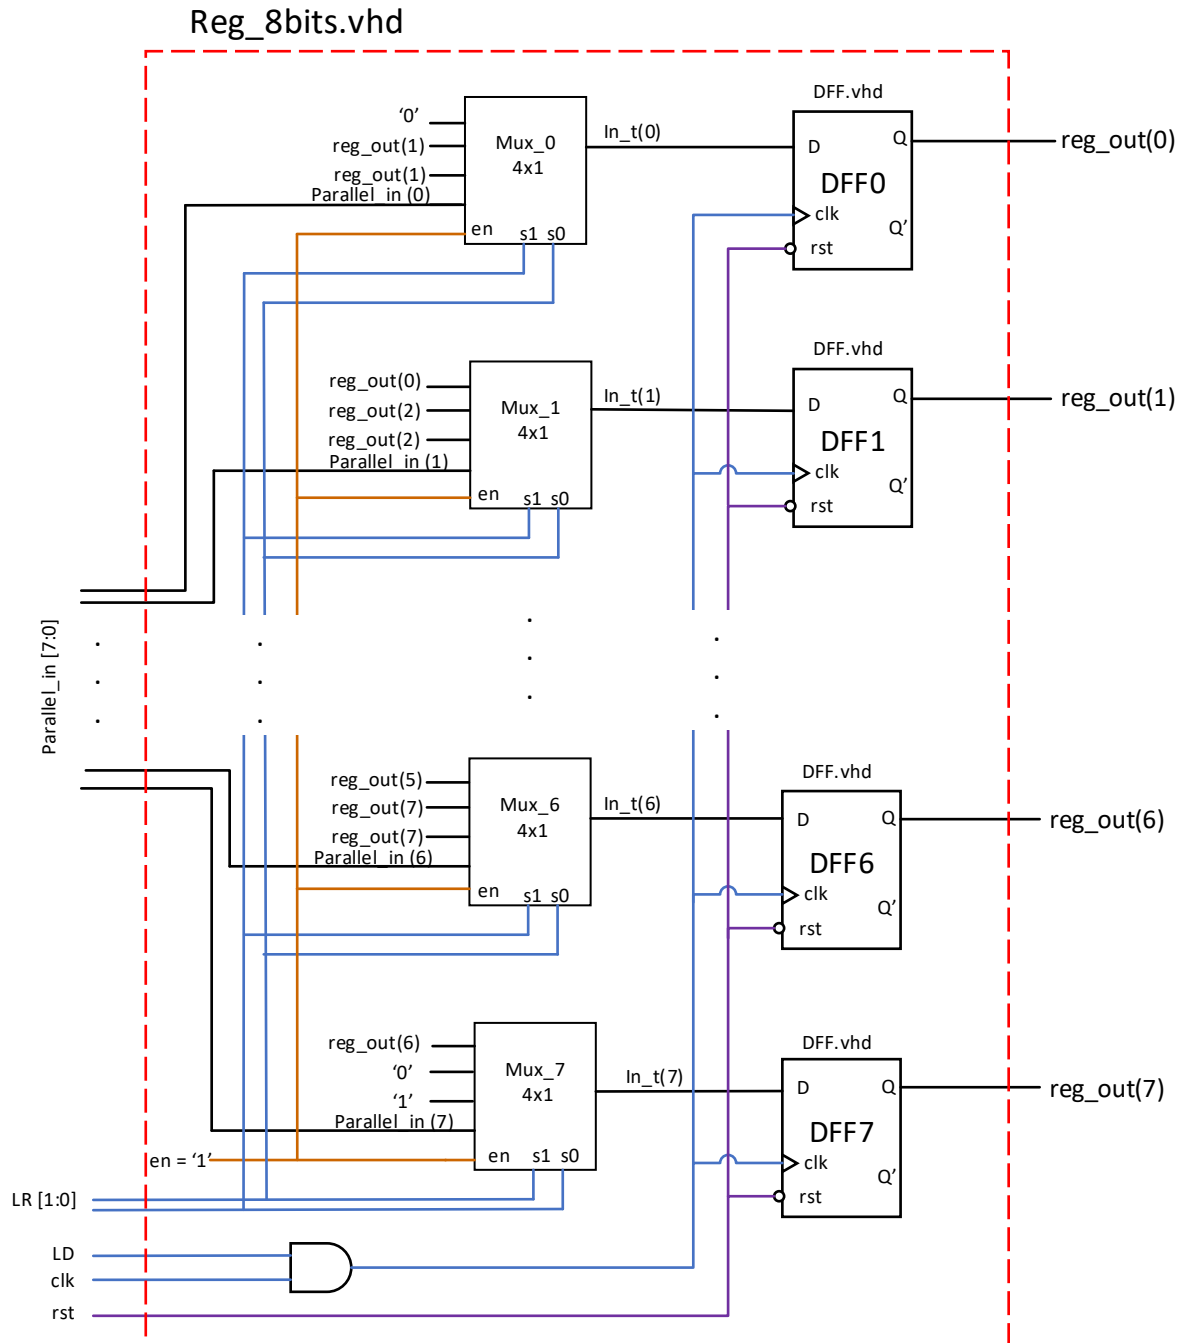 Reg_8bits.vhd
'0'
reg_out(1)
reg_out(1)
Parallel_in (0)
Mux_0
4x1
en
s1 s0
In_t(0)
DFF.vhd
D
Q
DFF0
clk
Q'
rst
reg_out(0)
reg_out(0)
reg_out(2)
reg_out(2)
Parallel_in (1)
Mux_1
4x1
en
s1 s0
In_t(1)
DFF.vhd
D
Q
DFF1
clk
Q'
rst
reg_out(1)
Parallel_in [7:0]
reg_out(5)
reg_out(7)
reg_out(7)
Parallel_in (6)
Mux_6
4x1
en
s1 s0
In_t(6)
DFF.vhd
D
Q
DFF6
clk
Q'
rst
reg_out(6)
reg_out(6)
'0'
'1'
Parallel_in (7)
Mux_7
4x1
en
s1 s0
In_t(7)
DFF.vhd
D
Q
DFF7
clk
Q'
rst
reg_out(7)
en = '1'
LR [1:0]
LD
clk
rst